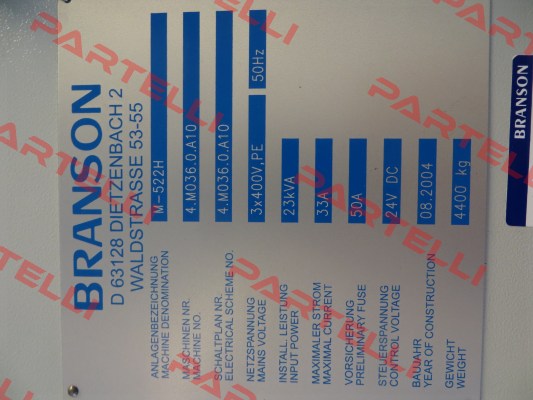 BRANSON
D 63128 DIETZENBACH 2
WALDSTRASSE 53-55
ANLAGENBEZEICHNUNG
MACHINE DENOMINATION
M-522H
MASCHINEN NR.
MACHINE NO.
4.M036.0.A10
SCHALTPLAN NR.
ELECTRICAL SCHEME NO.
4.M036.0.A10
NETZSPANNUNG
MAINS VOLTAGE
3x400V,PE 50Hz
INSTALL LEISTUNG
INPUT POWER
23kVA
MAXIMALER STROM
MAXIMAL CURRENT
33A
VORSICHERUNG
PRELIMINARY FUSE
50A
STEUERSPANNUNG
CONTROL VOLTAGE
24V DC
BAUJAHR
YEAR OF CONSTRUCTION
08.2004
GEWICHT
WEIGHT
4400 kg
BRANSON
PARTELLI
PARTELLI
PARTELLI
PARTELLI
PARTELLI
PARTELLI